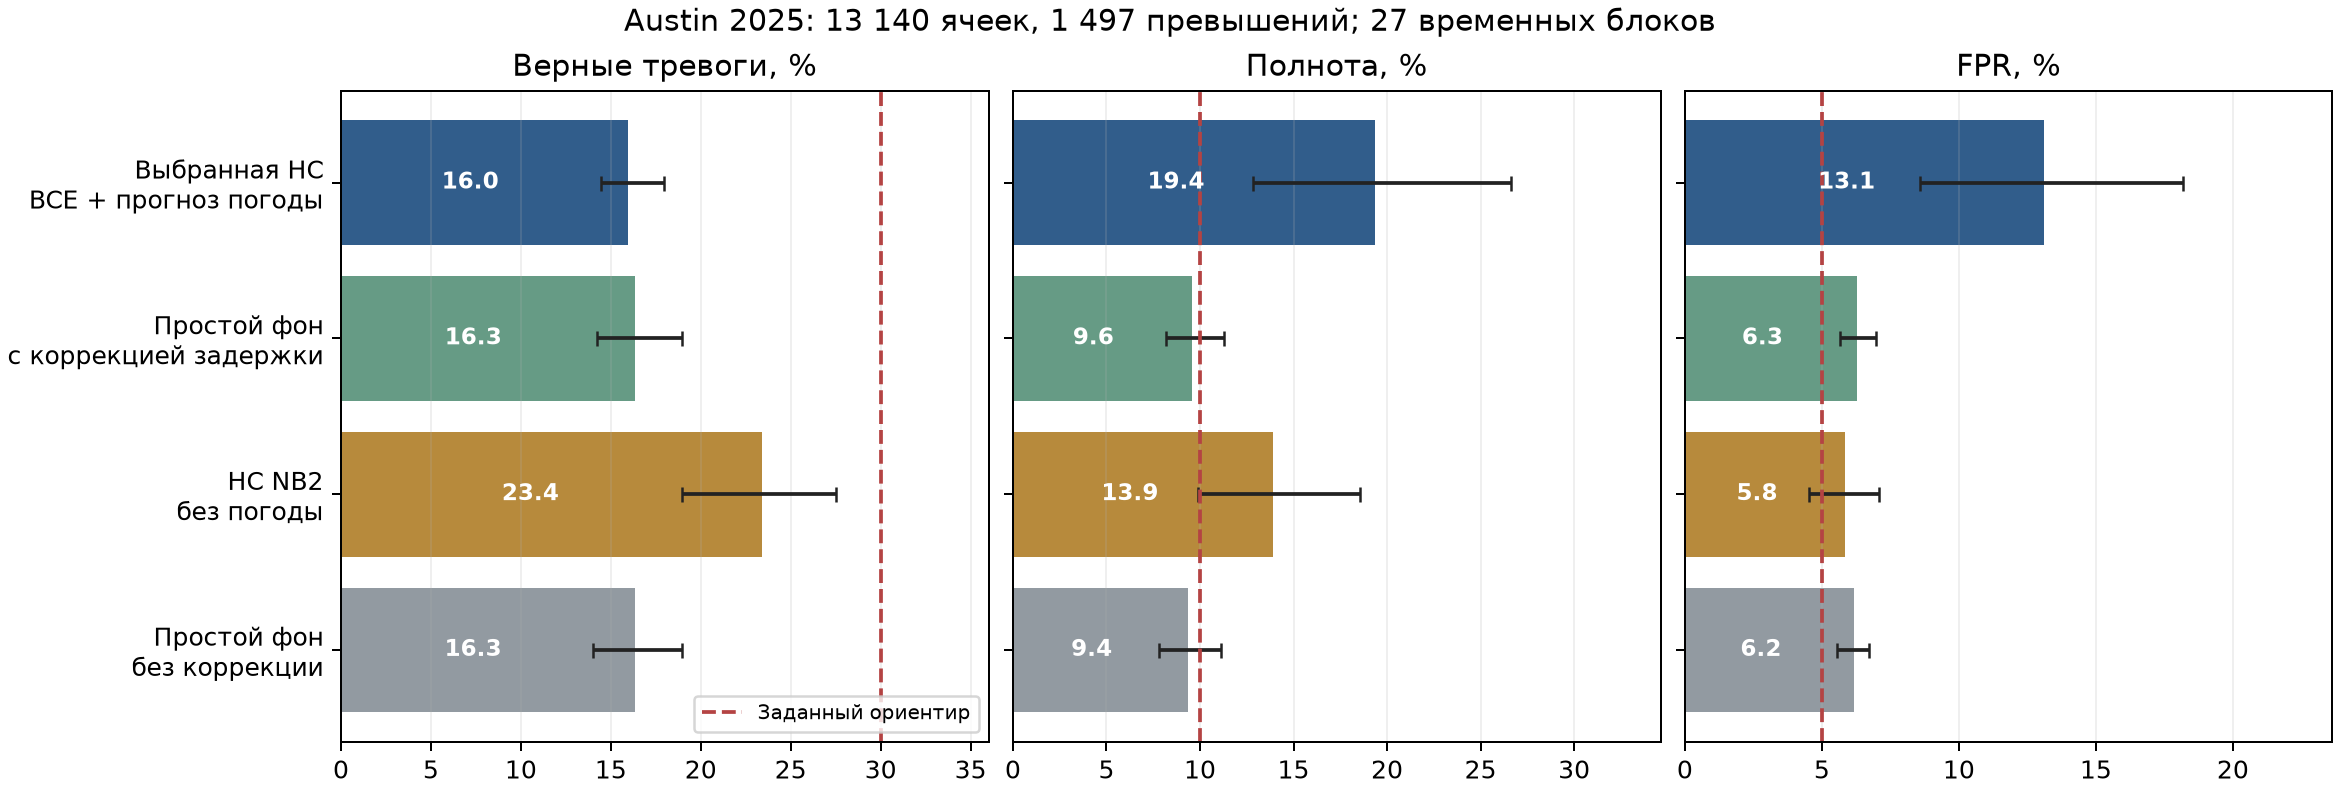 Austin 2025: 13 140 ячеек, 1 497 превышений; 27 временных блоков
Верные тревоги, %
Полнота, %
FPR, %
Выбранная НС
BCE + прогноз погоды
Простой фон
с коррекцией задержки
НС NB2
без погоды
Простой фон
без коррекции
16.0
16.3
23.4
16.3
Заданный ориентир
0 5 10 15 20 25 30 35
19.4
9.6
13.9
9.4
0 5 10 15 20 25 30
13.1
6.3
5.8
6.2
0 5 10 15 20